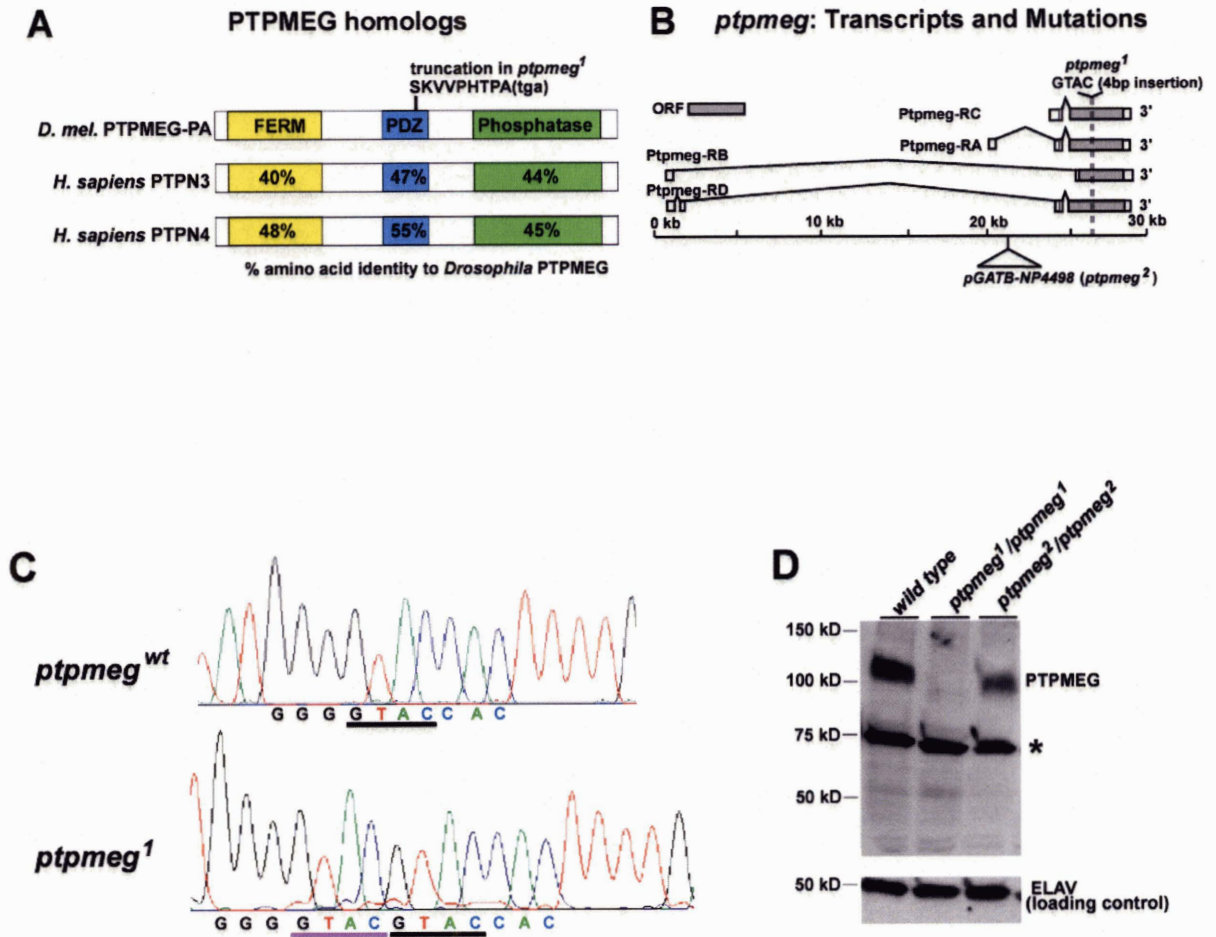 A
PTPMEG homologs
truncation in ptpmeg1
SKVVPHTPA(tga)
D. mel. PTPMEG-PA FERM PDZ Phosphatase
H. sapiens PTPN3 40% 47% 44%
H. sapiens PTPN4 48% 55% 45%
% amino acid identity to Drosophila PTPMEG
B
ptpmeg: Transcripts and Mutations
ptpmeg1
GTAC (4bp insertion)
ORF
Ptpmeg-RC 3'
Ptpmeg-RA 3'
Ptpmeg-RB 3'
Ptpmeg-RD 3'
0 kb 10 kb 20 kb 30 kb
pGATB-NP4498 (ptpmeg2)
C
ptpmeg wt
G G G G T A C C A C
ptpmeg1
G G G G T A C G T A C C A C
D
wild type
ptpmeg1/ptpmeg1
ptpmeg2/ptpmeg2
150 kD
100 kD
PTPMEG
75 kD
*
50 kD
50 kD
ELAV
(loading control)